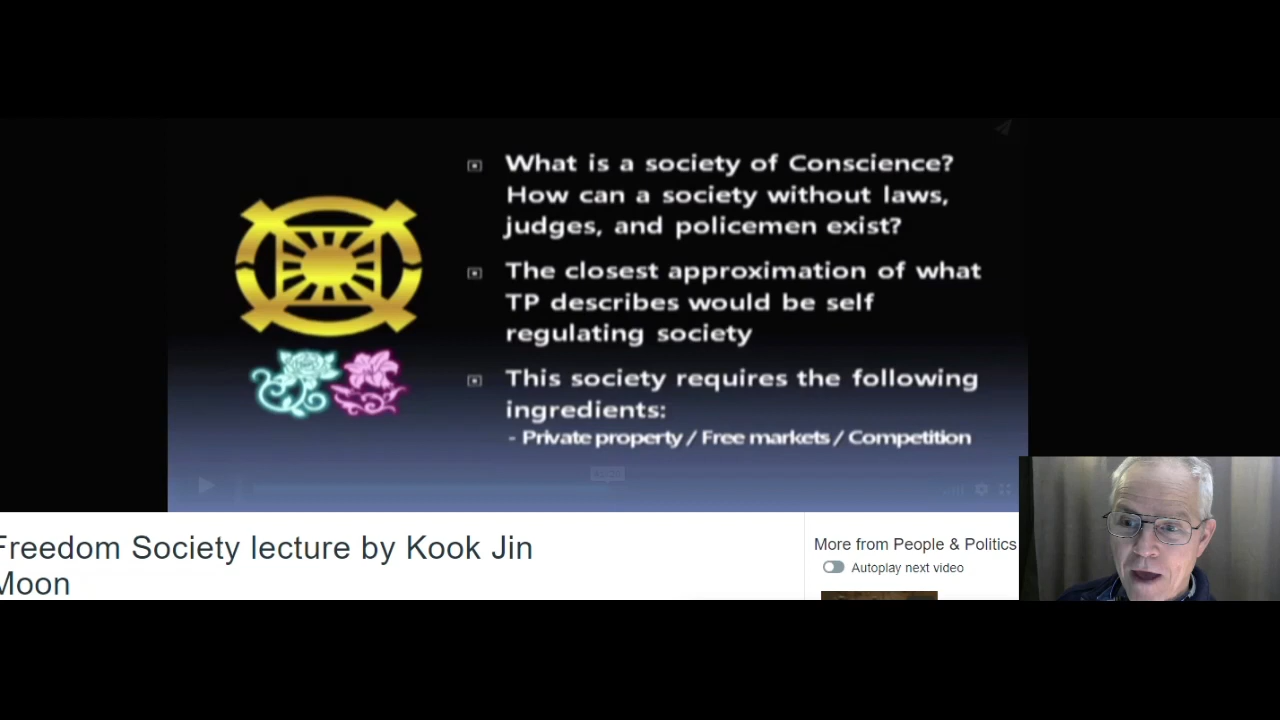 What is a society of Conscience?
How can a society without laws,
judges, and policemen exist?
The closest approximation of what
TP describes would be self
regulating society
This society requires the following
ingredients:
- Private property / Free markets / Competition
Freedom Society lecture by Kook Jin
Moon
More from People & Politics
Autoplay next video